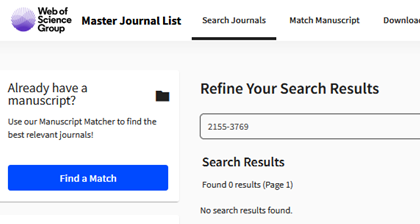 Web of
Science
Group
Master Journal List
Search Journals
Match Manuscript
Download
Already have a
manuscript?
Use our Manuscript Matcher to find the
best relevant journals!
Find a Match
Refine Your Search Results
2155-3769
Search Results
Found 0 results (Page 1)
No search results found.